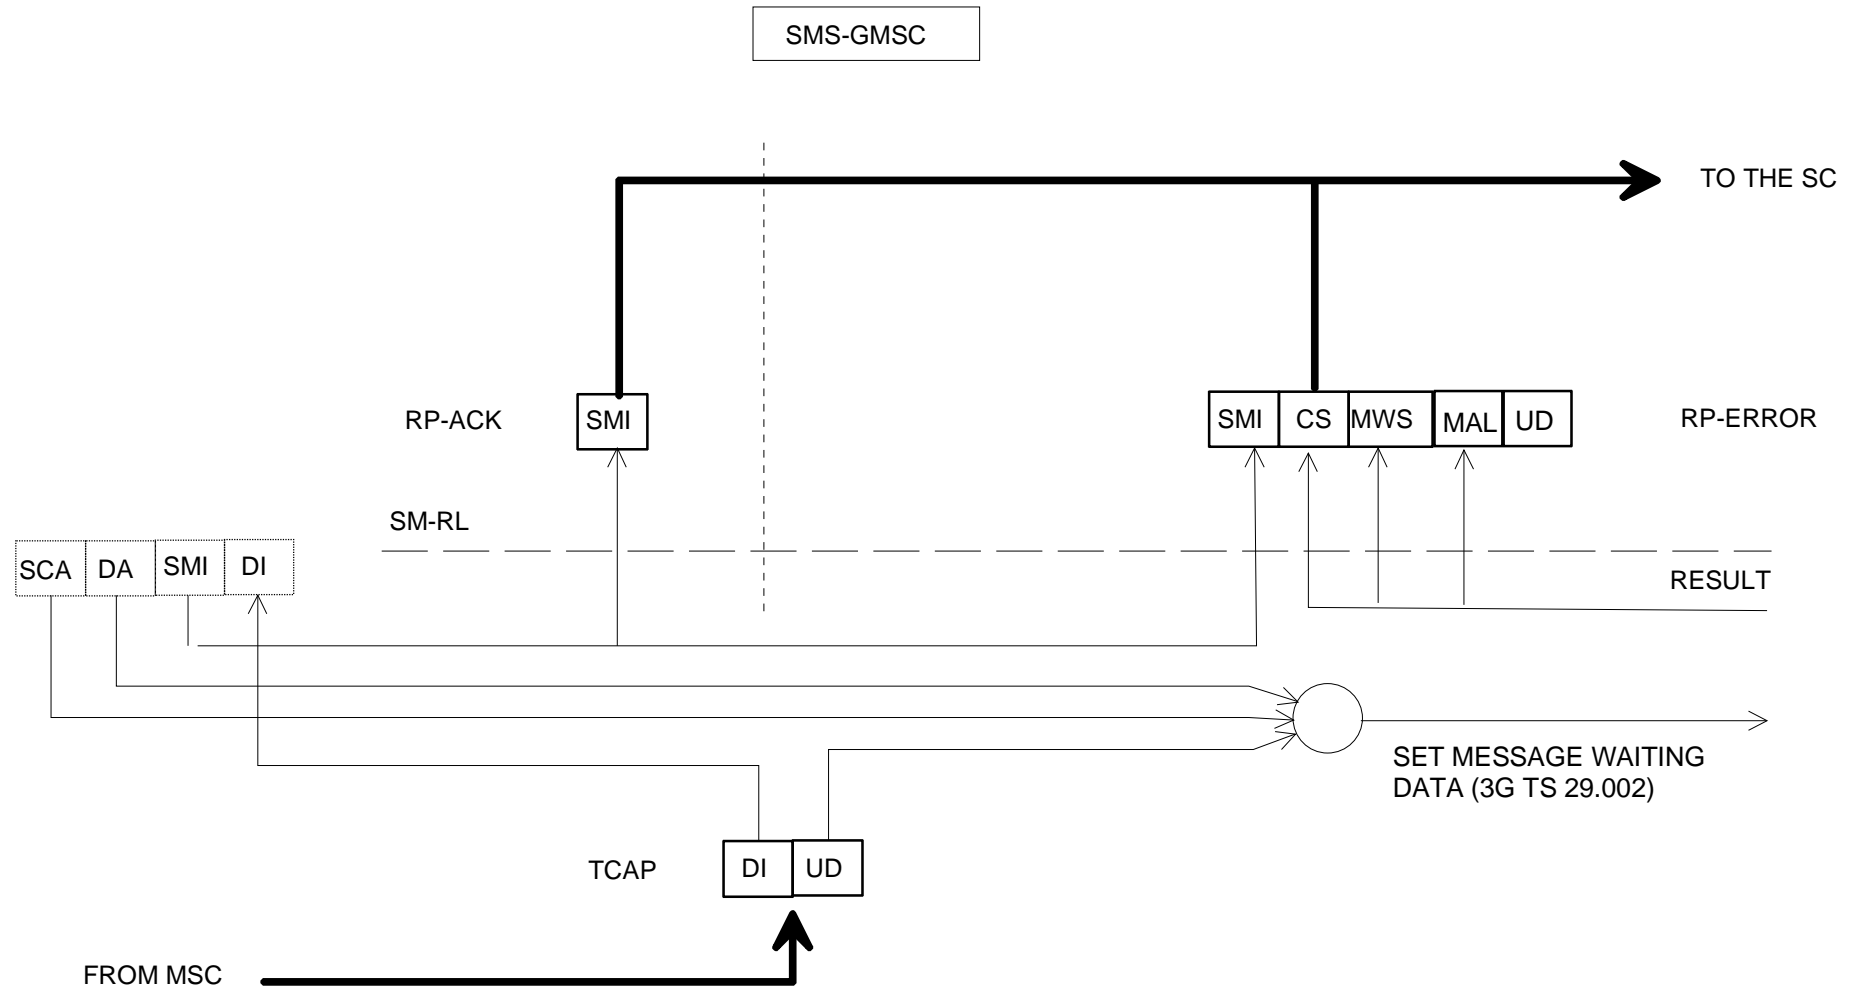 SMS-GMSC
TO THE SC
RP-ACK
SMI
SMI CS MWS MAL UD
RP-ERROR
SM-RL
SCA DA SMI DI
RESULT
SET MESSAGE WAITING
DATA (3G TS 29.002)
TCAP
DI UD
FROM MSC